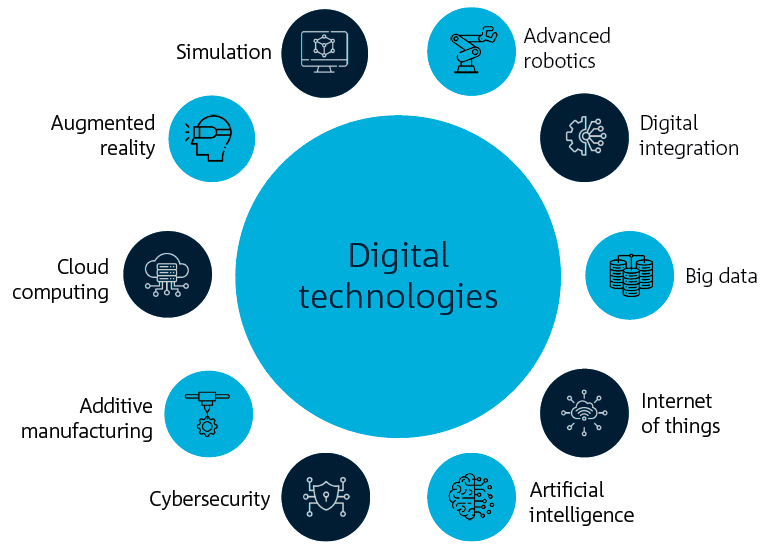 Simulation
Advanced
robotics
Augmented
reality
Digital
integration
Digital
technologies
Cloud
computing
Big data
Additive
manufacturing
Internet
of things
Cybersecurity
Artificial
intelligence